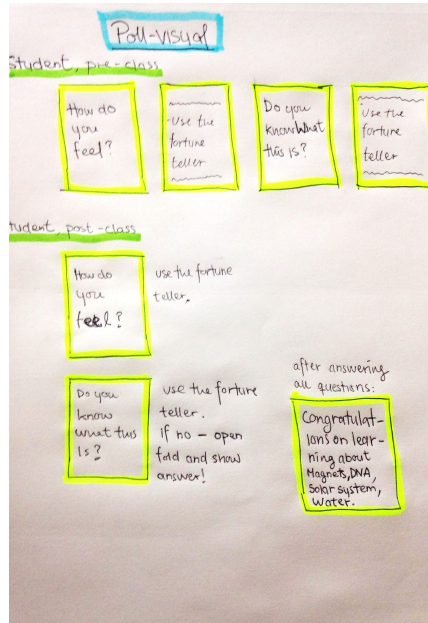 Poll-visual
Student, pre-class
How do
you
feel?
Use the
fortune
teller
Do you
know What
this is?
Use the
fortune
teller
tudent, post-class
How do
you
feel?
use the fortune
teller.
Do you
know
what this
is?
use the forture
teller.
if no – open
fold and show
answer!
after answering
all questions:
Congratulat-
ions on lear-
ning about
Magnets, DNA,
Solar system,
Water.